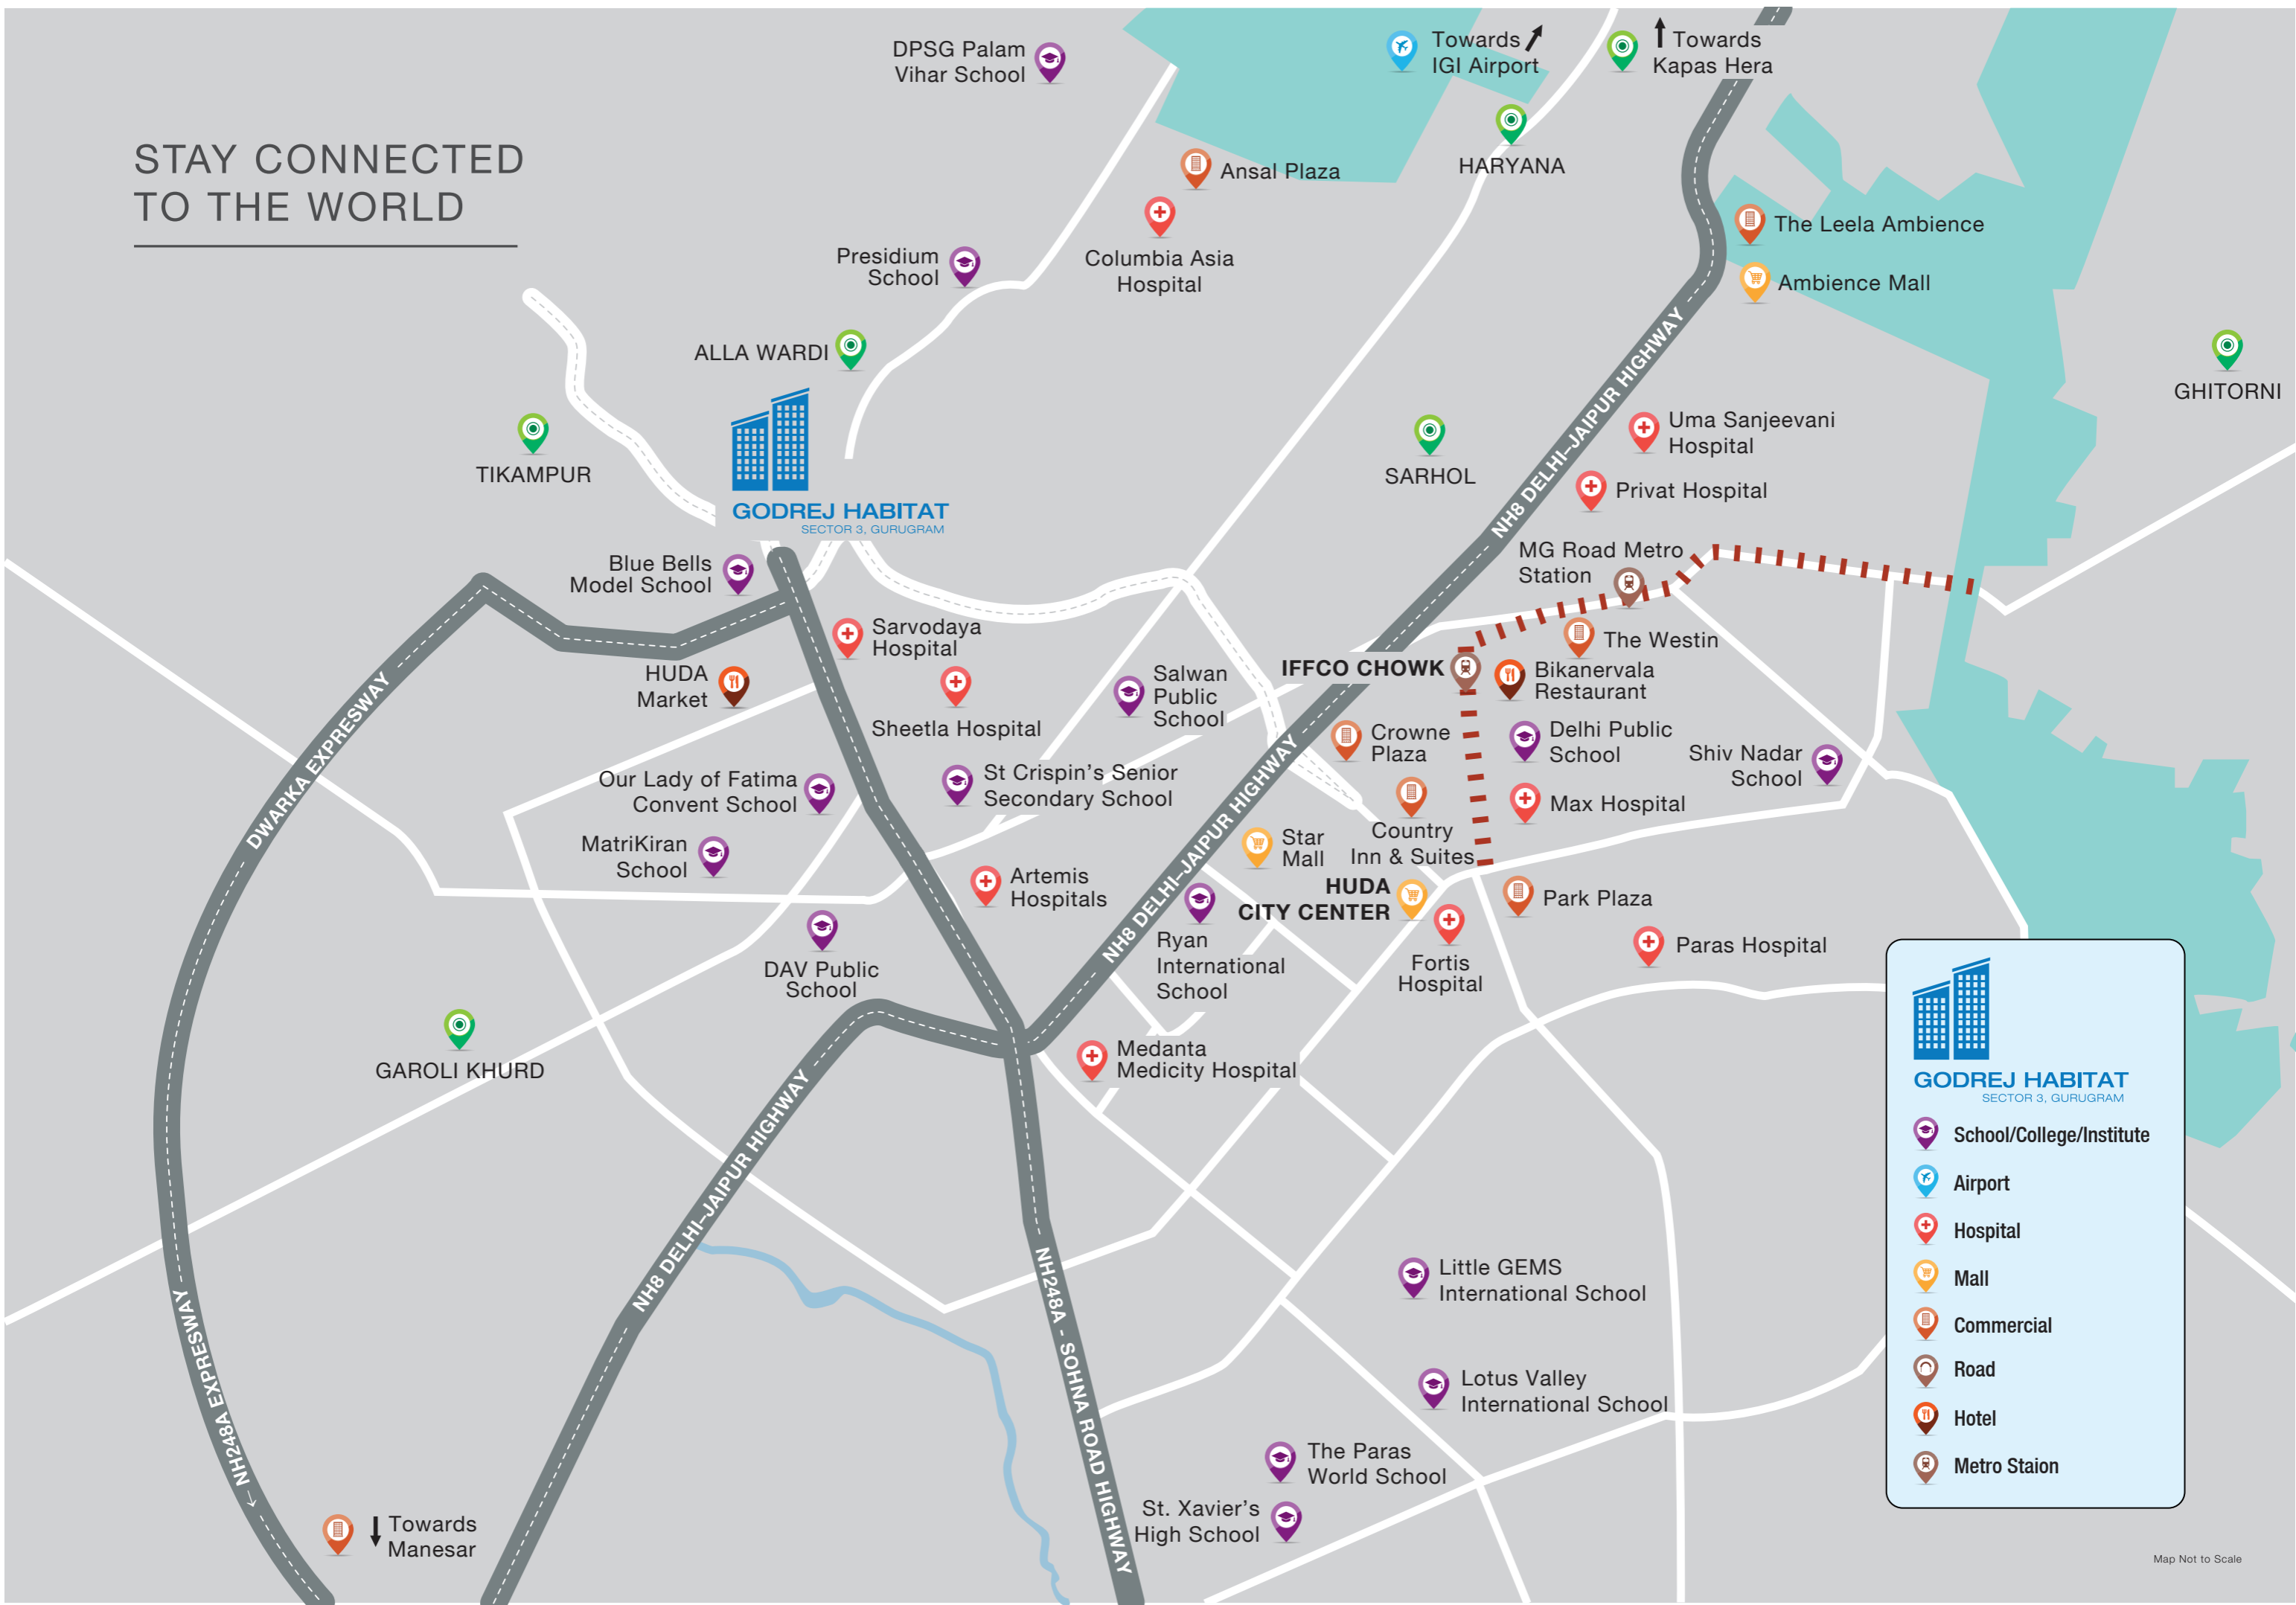 STAY CONNECTED
TO THE WORLD
DPSG Palam
Vihar School
Towards
IGI Airport
Towards
Kapas Hera
HARYANA
Ansal Plaza
Columbia Asia
Hospital
The Leela Ambience
Ambience Mall
Presidium
School
ALLA WARDI
GHITORNI
TIKAMPUR
GODREJ HABITAT
SECTOR 3, GURUGRAM
SARHOL
Uma Sanjeevani
Hospital
Privat Hospital
NH8 DELHI–JAIPUR HIGHWAY
MG Road Metro
Station
Blue Bells
Model School
Sarvodaya
Hospital
HUDA
Market
Sheetla Hospital
Salwan
Public
School
IFFCO CHOWK
The Westin
Bikanervala
Restaurant
Crowne
Plaza
Delhi Public
School
Shiv Nadar
School
DWARKA EXPRESWAY
Our Lady of Fatima
Convent School
St Crispin's Senior
Secondary School
Max Hospital
Country
Inn & Suites
Star
Mall
MatriKiran
School
Artemis
Hospitals
NH8 DELHI–JAIPUR HIGHWAY
HUDA
CITY CENTER
Park Plaza
Ryan
International
School
Fortis
Hospital
Paras Hospital
DAV Public
School
GAROLI KHURD
Medanta
Medicity Hospital
NH8 DELHI–JAIPUR HIGHWAY
NH248A - SOHNA ROAD HIGHWAY
← NH248A EXPRESWAY
Little GEMS
International School
Lotus Valley
International School
The Paras
World School
St. Xavier's
High School
Towards
Manesar
GODREJ HABITAT
SECTOR 3, GURUGRAM
School/College/Institute
Airport
Hospital
Mall
Commercial
Road
Hotel
Metro Staion
Map Not to Scale